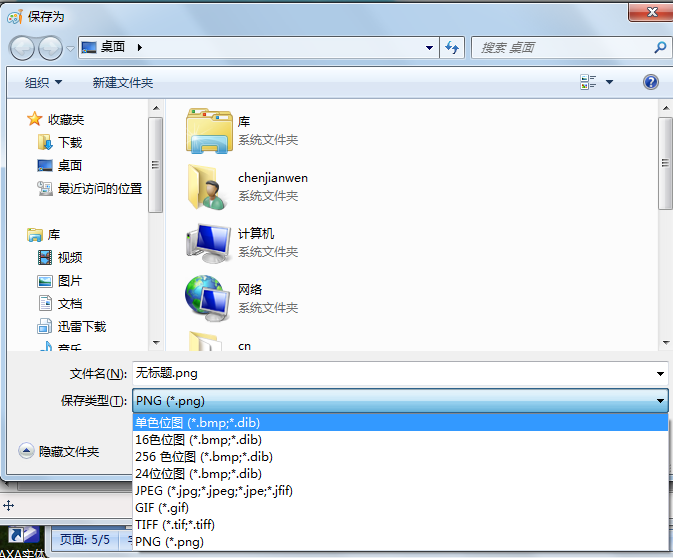 保存为
桌面
搜索 桌面
组织
新建文件夹
收藏夹
下载
桌面
最近访问的位置
库
视频
图片
文档
迅雷下载
音乐
库
系统文件夹
chenjianwen
系统文件夹
计算机
系统文件夹
网络
系统文件夹
cn
文件名(N):
无标题.png
保存类型(T):
PNG (*.png)
单色位图 (*.bmp;*.dib)
16色位图 (*.bmp;*.dib)
256 色位图 (*.bmp;*.dib)
24位位图 (*.bmp;*.dib)
JPEG (*.jpg;*.jpeg;*.jpe;*.jfif)
GIF (*.gif)
TIFF (*.tif;*.tiff)
PNG (*.png)
隐藏文件夹
页面: 5/5
AXA实体